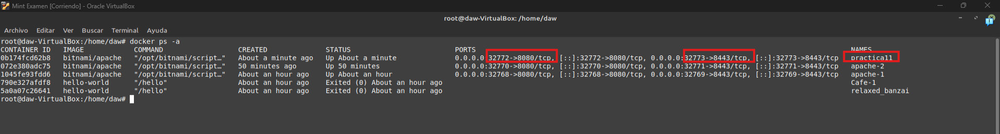 Mint Examen [Corriendo] - Oracle VirtualBox
root@daw-VirtualBox: /home/daw
Archivo Editar Ver Buscar Terminal Ayuda
root@daw-VirtualBox:/home/daw# docker ps -a
CONTAINER ID IMAGE COMMAND CREATED STATUS PORTS NAMES
0b174fcd62b8 bitnami/apache "/opt/bitnami/script…" About a minute ago Up About a minute 0.0.0.0:32772->8080/tcp, [::]:32772->8080/tcp, 0.0.0.0:32773->8443/tcp, [::]:32773->8443/tcp practica11
072e380adc75 bitnami/apache "/opt/bitnami/script…" 50 minutes ago Up 50 minutes 0.0.0.0:32770->8080/tcp, [::]:32770->8080/tcp, 0.0.0.0:32771->8443/tcp, [::]:32771->8443/tcp apache-2
1045fe93fdd6 bitnami/apache "/opt/bitnami/script…" About an hour ago Up About an hour 0.0.0.0:32768->8080/tcp, [::]:32768->8080/tcp, 0.0.0.0:32769->8443/tcp, [::]:32769->8443/tcp apache-1
790e327afdf8 hello-world "/hello" About an hour ago Exited (0) About an hour ago Cafe-1
5a0a07c26641 hello-world "/hello" About an hour ago Exited (0) About an hour ago relaxed_banzai
root@daw-VirtualBox:/home/daw#